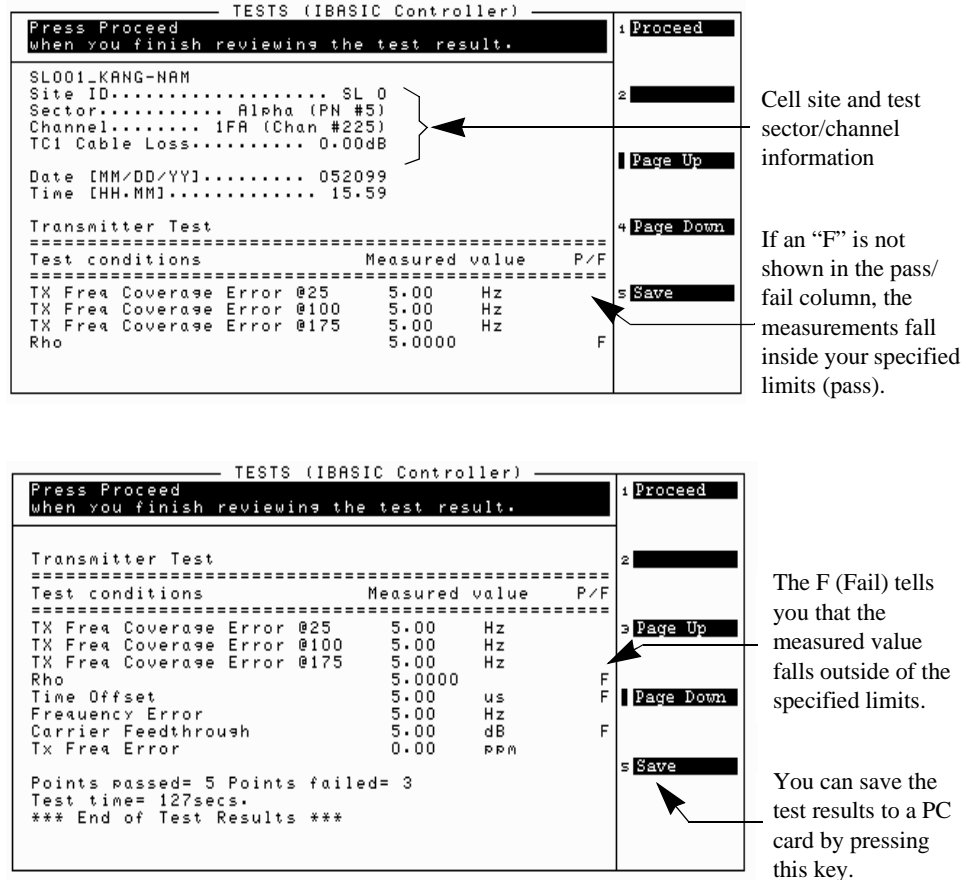 TESTS (IBASIC Controller)
Press Proceed
when you finish reviewing the test result.
1 Proceed
SL001_KANG-NAM
Site ID................... SL 0
Sector........... Alpha (PN #5)
Channel........ 1FA (Chan #225)
TC1 Cable Loss........... 0.00dB
2
Cell site and test
sector/channel
information
Page Up
Date [MM/DD/YY]......... 052099
Time [HH.MM]............. 15.59
Transmitter Test
4 Page Down
==========================================================
Test conditions Measured value P/F
==========================================================
TX Freq Coverage Error @25 5.00 Hz
TX Freq Coverage Error @100 5.00 Hz
TX Freq Coverage Error @175 5.00 Hz
Rho 5.0000 F
5 Save
If an “F” is not
shown in the pass/
fail column, the
measurements fall
inside your specified
limits (pass).
TESTS (IBASIC Controller)
Press Proceed
when you finish reviewing the test result.
1 Proceed
Transmitter Test
2
==========================================================
Test conditions Measured value P/F
==========================================================
TX Freq Coverage Error @25 5.00 Hz
TX Freq Coverage Error @100 5.00 Hz
TX Freq Coverage Error @175 5.00 Hz
Rho 5.0000 F
Time Offset 5.00 us F
Frequency Error 5.00 Hz
Carrier Feedthrough 5.00 dB F
Tx Freq Error 0.00 ppm
3 Page Up
Page Down
The F (Fail) tells
you that the
measured value
falls outside of the
specified limits.
Points passed= 5 Points failed= 3
Test time= 127secs.
*** End of Test Results ***
5 Save
You can save the
test results to a PC
card by pressing
this key.